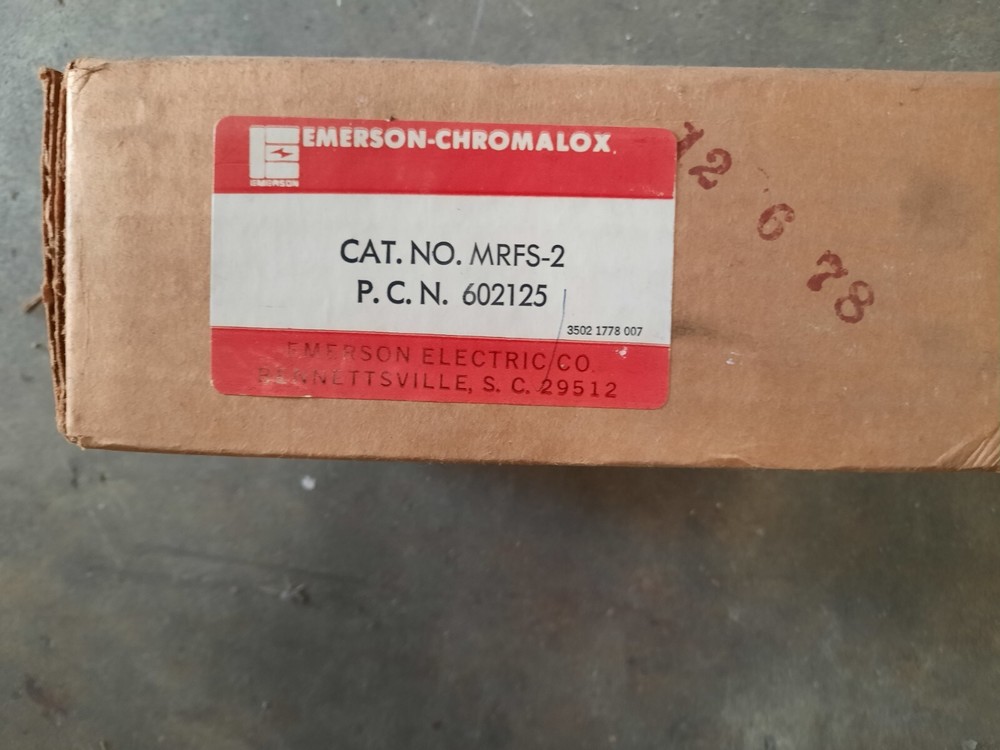 EMERSON-CHROMALOX
EMERSON
CAT. NO. MRFS-2
P. C. N. 602125
3502 1778 007
EMERSON ELECTRIC CO.
BENNETTSVILLE, S. C. 29512
12 6 78